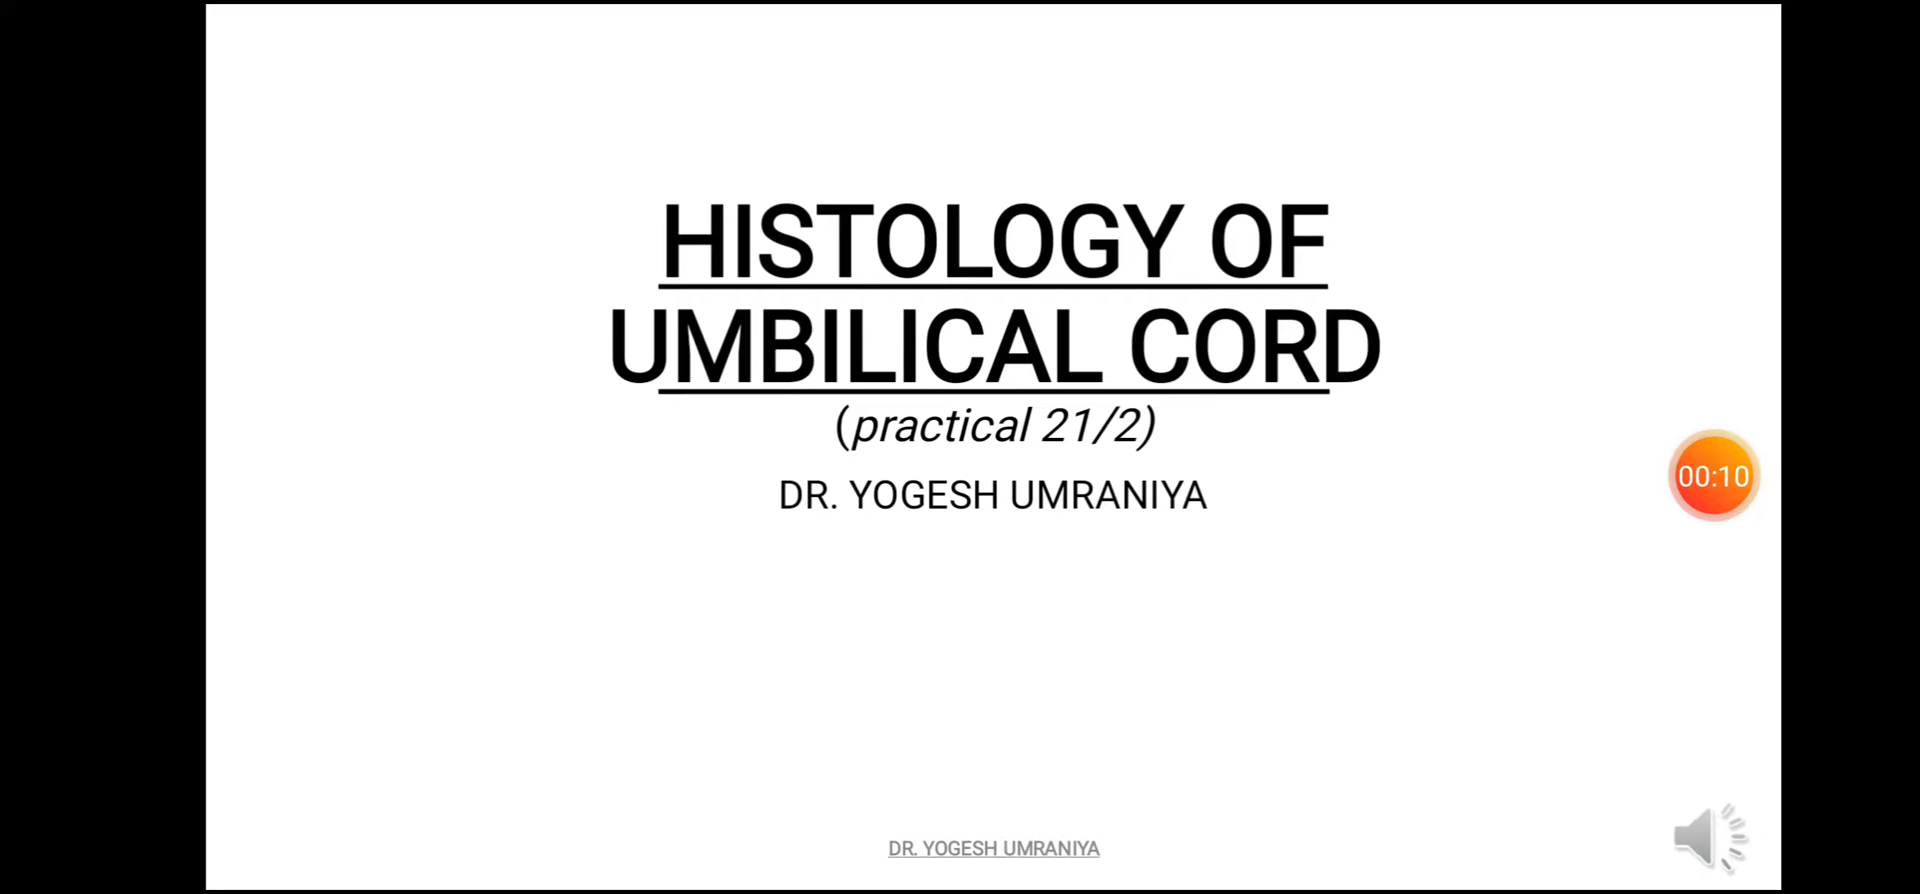 HISTOLOGY OF
UMBILICAL CORD
(practical 21/2)
DR. YOGESH UMRANIYA
00:10
DR. YOGESH UMRANIYA